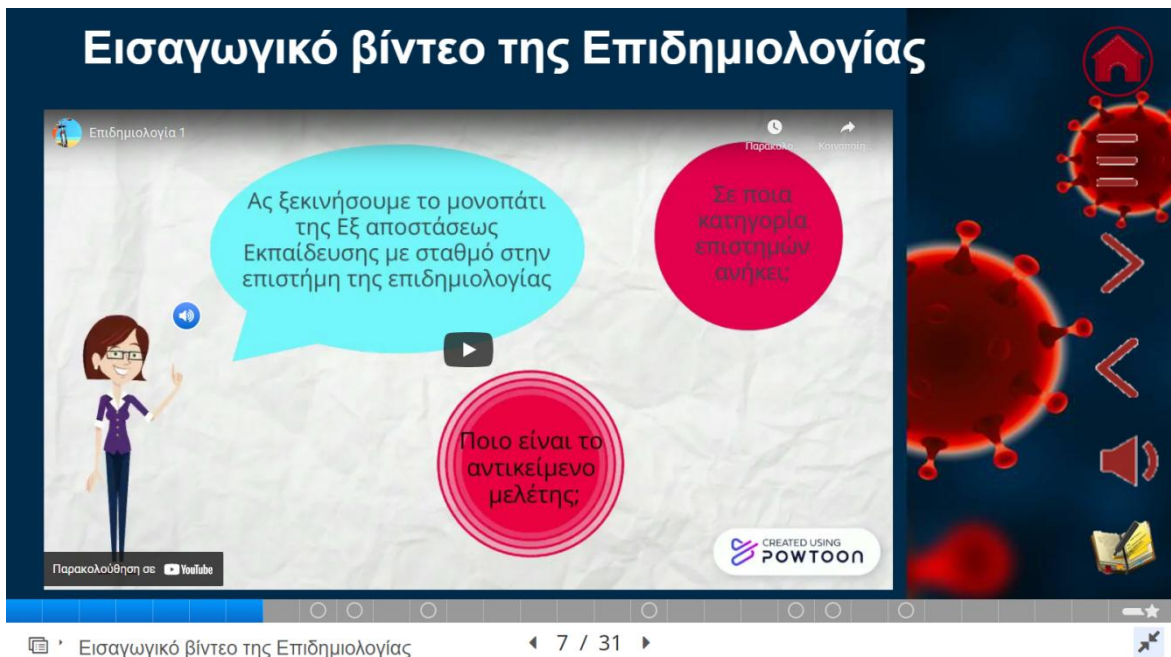 Εισαγωγικό βίντεο της Επιδημιολογίας
Επιδημιολογία 1
Παρακολο...
Κοινοποίη...
Ας ξεκινήσουμε το μονοπάτι
της Εξ αποστάσεως
Εκπαίδευσης με σταθμό στην
επιστήμη της επιδημιολογίας
Σε ποια
κατηγορία
επιστημών
ανήκει;
Ποιο είναι το
αντικείμενο
μελέτης;
CREATED USING
POWTOON
Παρακολούθηση σε YouTube
Εισαγωγικό βίντεο της Επιδημιολογίας
7 / 31